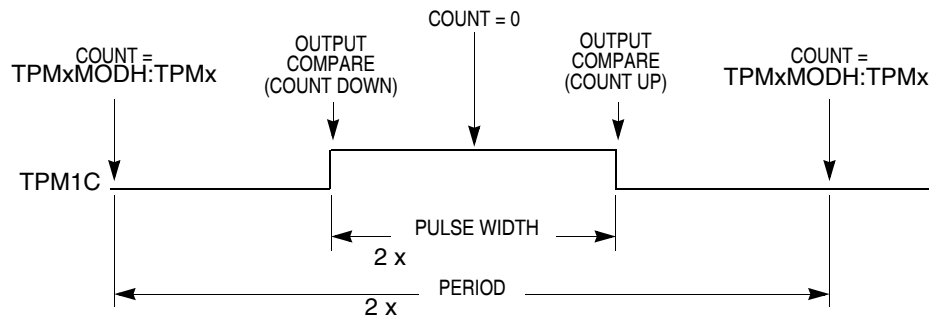 COUNT = 0
COUNT =
TPMxMODH:TPMx
OUTPUT
COMPARE
(COUNT DOWN)
OUTPUT
COMPARE
(COUNT UP)
COUNT =
TPMxMODH:TPMx
TPM1C
PULSE WIDTH
2 x
PERIOD
2 x